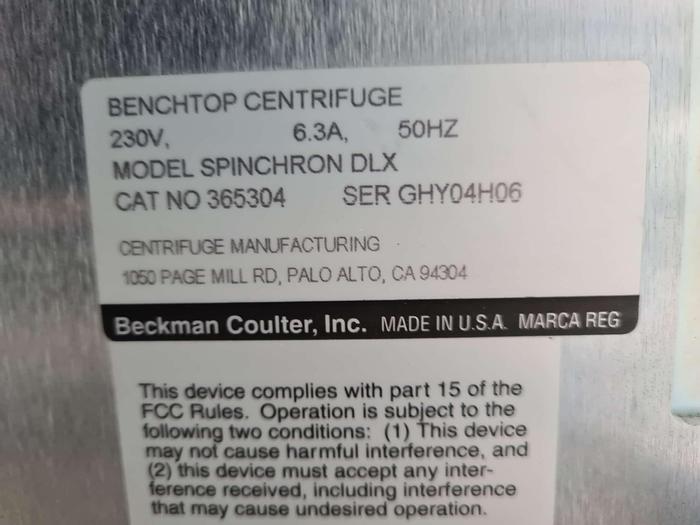 BENCHTOP CENTRIFUGE
230V, 6.3A, 50HZ
MODEL SPINCHRON DLX
CAT NO 365304 SER GHY04H06
CENTRIFUGE MANUFACTURING
1050 PAGE MILL RD, PALO ALTO, CA 94304
Beckman Coulter, Inc. MADE IN U.S.A. MARCA REG
This device complies with part 15 of the
FCC Rules. Operation is subject to the
following two conditions: (1) This device
may not cause harmful interference, and
(2) this device must accept any inter-
ference received, including interference
that may cause undesired operation.